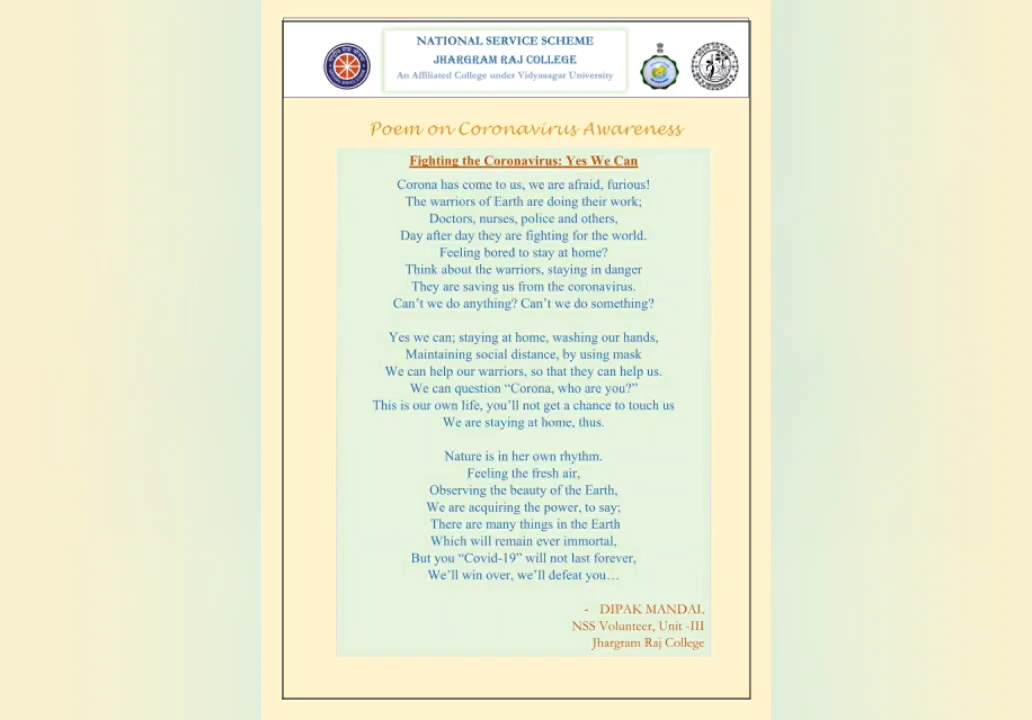 NATIONAL SERVICE SCHEME
JHARGRAM RAJ COLLEGE
An Affiliated College under Vidyasagar University
Poem on Coronavirus Awareness
Fighting the Coronavirus: Yes We Can
Corona has come to us, we are afraid, furious!
The warriors of Earth are doing their work;
Doctors, nurses, police and others,
Day after day they are fighting for the world.
Feeling bored to stay at home?
Think about the warriors, staying in danger
They are saving us from the coronavirus.
Can't we do anything? Can't we do something?
Yes we can; staying at home, washing our hands,
Maintaining social distance, by using mask
We can help our warriors, so that they can help us.
We can question “Corona, who are you?”
This is our own life, you'll not get a chance to touch us
We are staying at home, thus.
Nature is in her own rhythm.
Feeling the fresh air,
Observing the beauty of the Earth,
We are acquiring the power, to say;
There are many things in the Earth
Which will remain ever immortal,
But you “Covid-19” will not last forever,
We'll win over, we'll defeat you…
- DIPAK MANDAL
NSS Volunteer, Unit -III
Jhargram Raj College